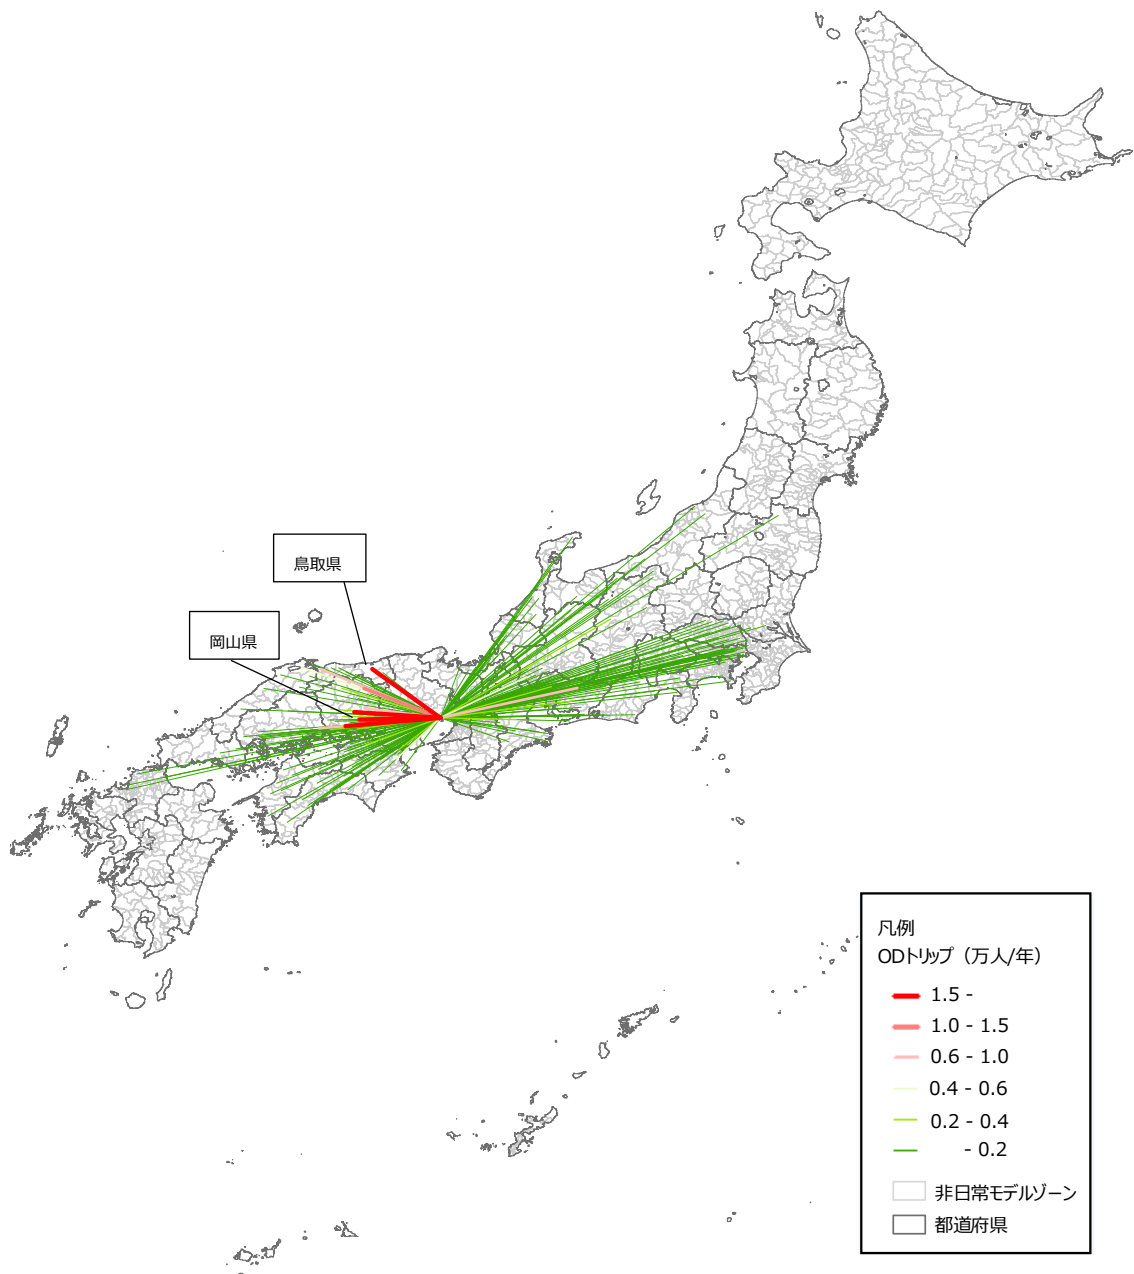 鳥取県
岡山県
凡例
ODトリップ（万人/年）
1.5 -
1.0 - 1.5
0.6 - 1.0
0.4 - 0.6
0.2 - 0.4
- 0.2
非日常モデルゾーン
都道府県